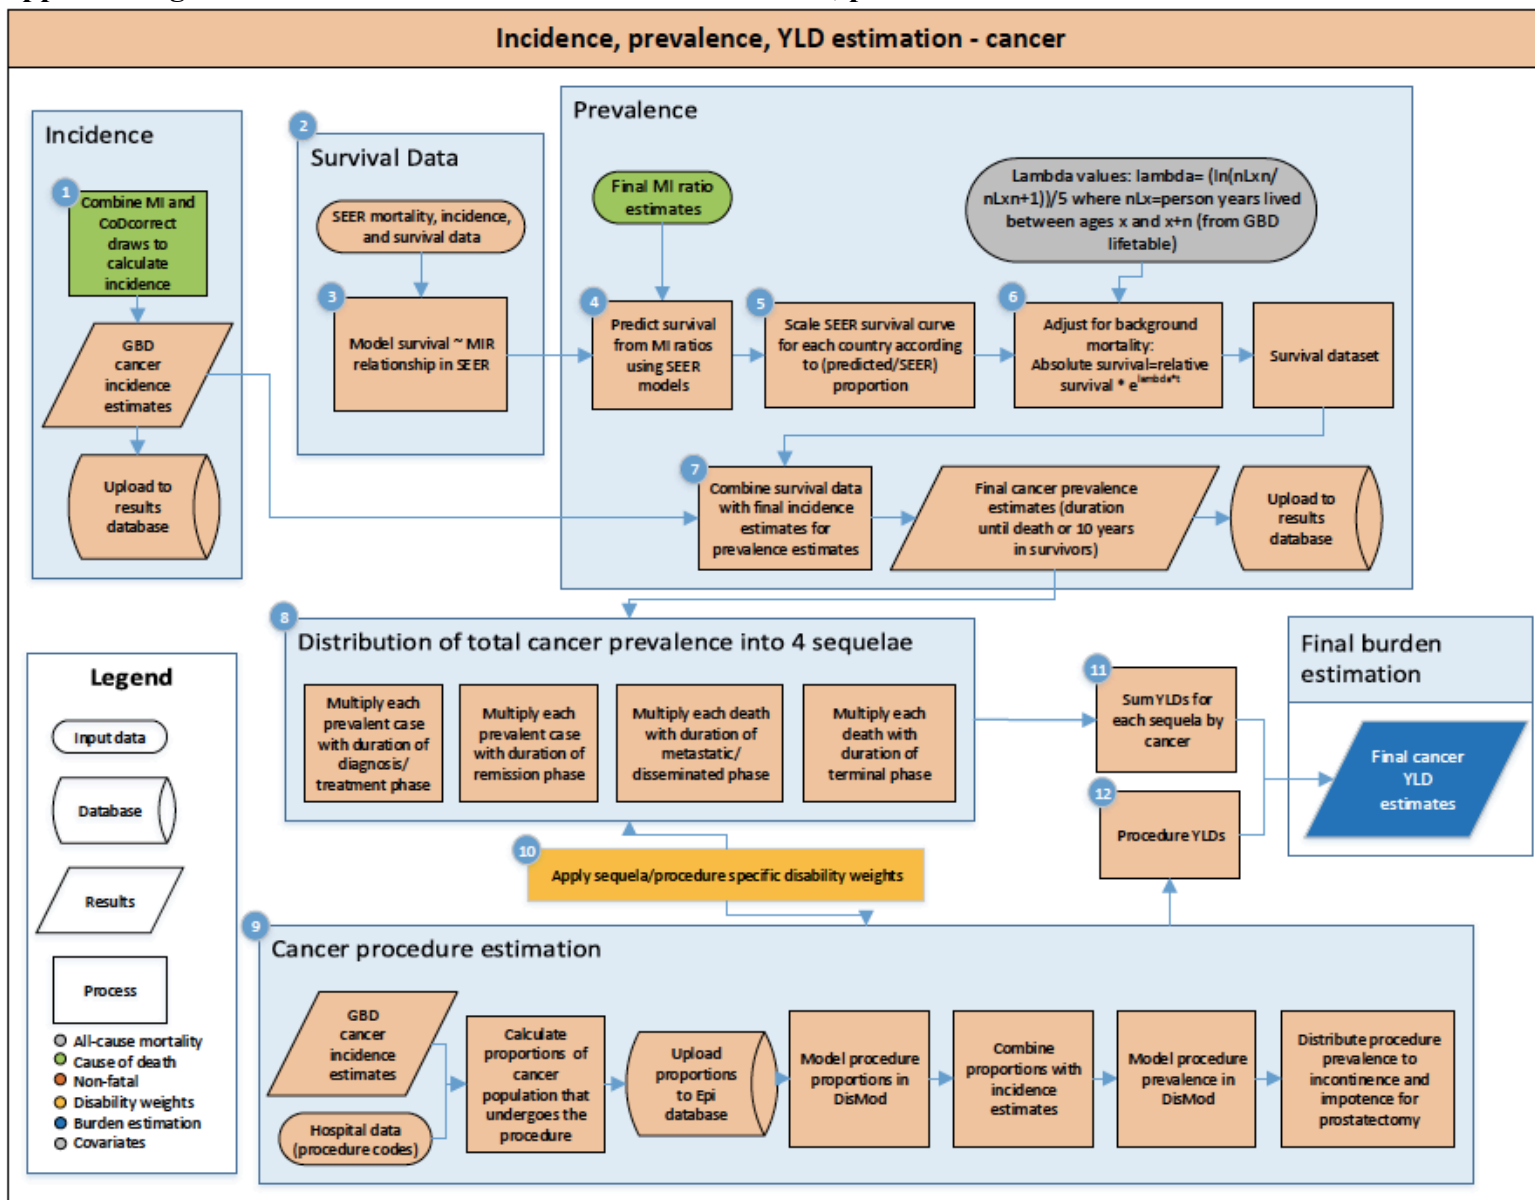 Incidence, prevalence, YLD estimation - cancer
Incidence
1
Combine MI and
CoDcorrect
draws to
calculate
incidence
GBD
cancer
incidence
estimates
Upload to
results
database
2
Survival Data
SEER mortality, incidence,
and survival data
3
Model survival ~ MIR
relationship in SEER
Prevalence
Final MI ratio
estimates
Lambda values: lambda= (ln(nLxn/
nLxn+1))/5 where nLx=person years lived
between ages x and x+n (from GBD
lifetable)
4
Predict survival
from MI ratios
using SEER
models
5
Scale SEER survival curve
for each country according
to (predicted/SEER)
proportion
6
Adjust for background
mortality:
Absolute survival=relative
survival * e^lambda*t
Survival dataset
7
Combine survival data
with final incidence
estimates for
prevalence estimates
Final cancer prevalence
estimates (duration
until death or 10 years
in survivors)
Upload to
results
database
8
Distribution of total cancer prevalence into 4 sequelae
Multiply each
prevalent case
with duration of
diagnosis/
treatment phase
Multiply each
prevalent case
with duration of
remission phase
Multiply each death
with duration of
metastatic/
disseminated phase
Multiply each
death with
duration of
terminal phase
11
Sum YLDs for
each sequela by
cancer
12
Procedure YLDs
Final burden
estimation
Final cancer
YLD
estimates
10
Apply sequela/procedure specific disability weights
9
Cancer procedure estimation
GBD
cancer
incidence
estimates
Hospital data
(procedure codes)
Calculate
proportions of
cancer
population that
undergoes the
procedure
Upload
proportions
to Epi
database
Model procedure
proportions in
DisMod
Combine
proportions with
incidence
estimates
Model procedure
prevalence in
DisMod
Distribute procedure
prevalence to
incontinence and
impotence for
prostatectomy
Legend
Input data
Database
Results
Process
All-cause mortality
Cause of death
Non-fatal
Disability weights
Burden estimation
Covariates